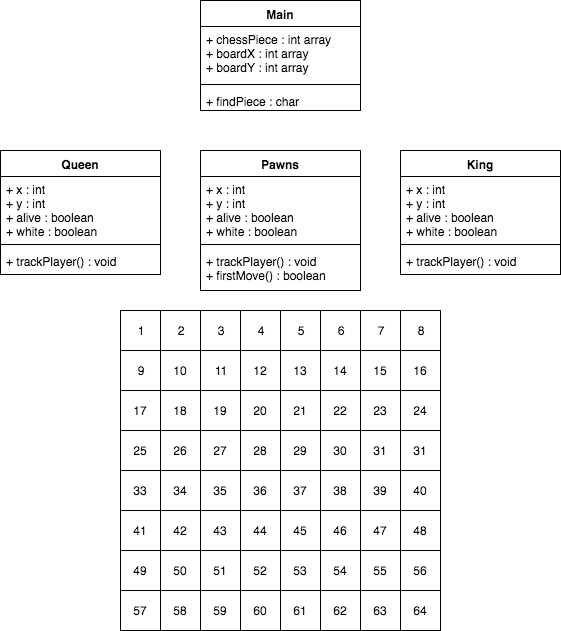 Main
+ chessPiece : int array
+ boardX : int array
+ boardY : int array
+ findPiece : char
Queen
+ x : int
+ y : int
+ alive : boolean
+ white : boolean
+ trackPlayer() : void
Pawns
+ x : int
+ y : int
+ alive : boolean
+ white : boolean
+ trackPlayer() : void
+ firstMove() : boolean
King
+ x : int
+ y : int
+ alive : boolean
+ white : boolean
+ trackPlayer() : void
1 2 3 4 5 6 7 8
9 10 11 12 13 14 15 16
17 18 19 20 21 22 23 24
25 26 27 28 29 30 31 31
33 34 35 36 37 38 39 40
41 42 43 44 45 46 47 48
49 50 51 52 53 54 55 56
57 58 59 60 61 62 63 64